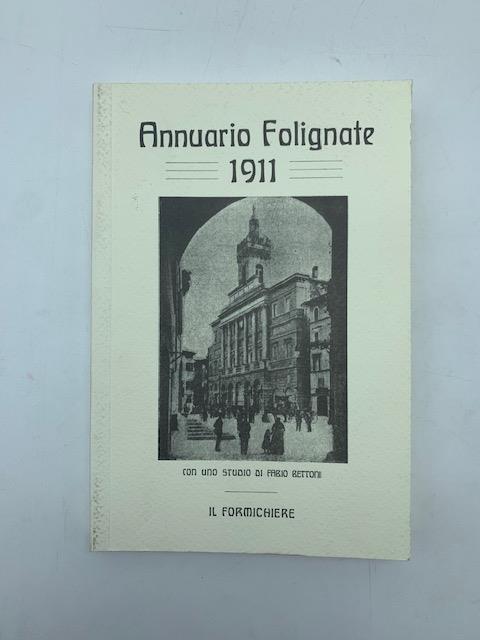 Annuario Folignate
1911
CON UNO STUDIO DI FABIO BETTONI
IL FORMICHIERE